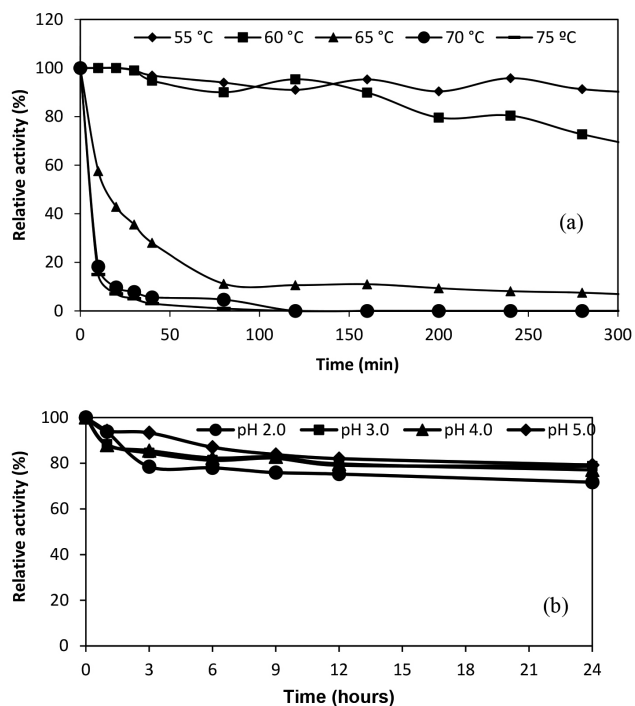 120
100
80
60
40
20
0
Relative activity (%)
55 °C 60 °C 65 °C 70 °C 75 ºC
(a)
0 50 100 150 200 250 300
Time (min)
100
80
60
40
20
0
Relative activity (%)
pH 2.0 pH 3.0 pH 4.0 pH 5.0
(b)
0 3 6 9 12 15 18 21 24
Time (hours)